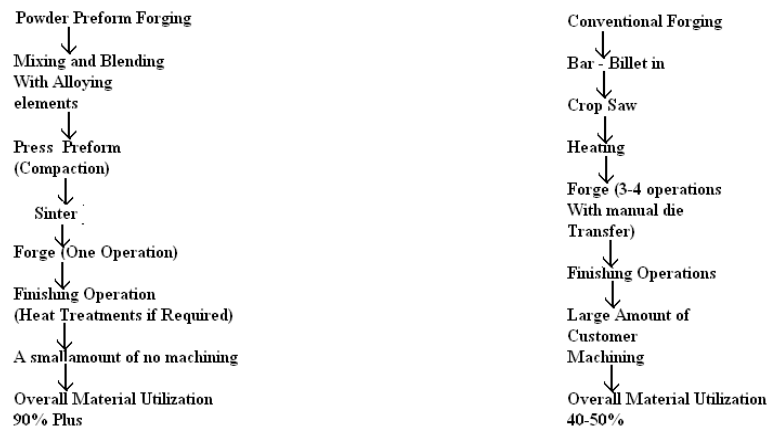 Powder Preform Forging
Mixing and Blending
With Alloying
elements
Press Preform
(Compaction)
Sinter
Forge (One Operation)
Finishing Operation
(Heat Treatments if Required)
A small amount of no machining
Overall Material Utilization
90% Plus
Conventional Forging
Bar - Billet in
Crop Saw
Heating
Forge (3-4 operations
With manual die
Transfer)
Finishing Operations
Large Amount of
Customer
Machining
Overall Material Utilization
40-50%